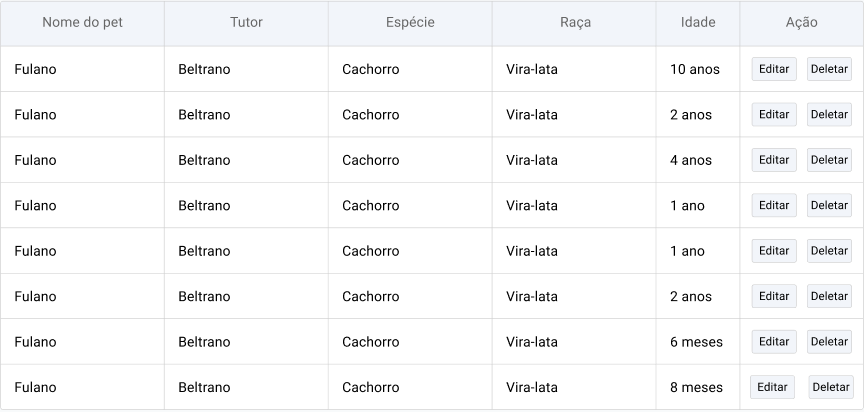 Nome do pet Tutor Espécie Raça Idade Ação
Fulano Beltrano Cachorro Vira-lata 10 anos Editar Deletar
Fulano Beltrano Cachorro Vira-lata 2 anos Editar Deletar
Fulano Beltrano Cachorro Vira-lata 4 anos Editar Deletar
Fulano Beltrano Cachorro Vira-lata 1 ano Editar Deletar
Fulano Beltrano Cachorro Vira-lata 1 ano Editar Deletar
Fulano Beltrano Cachorro Vira-lata 2 anos Editar Deletar
Fulano Beltrano Cachorro Vira-lata 6 meses Editar Deletar
Fulano Beltrano Cachorro Vira-lata 8 meses Editar Deletar